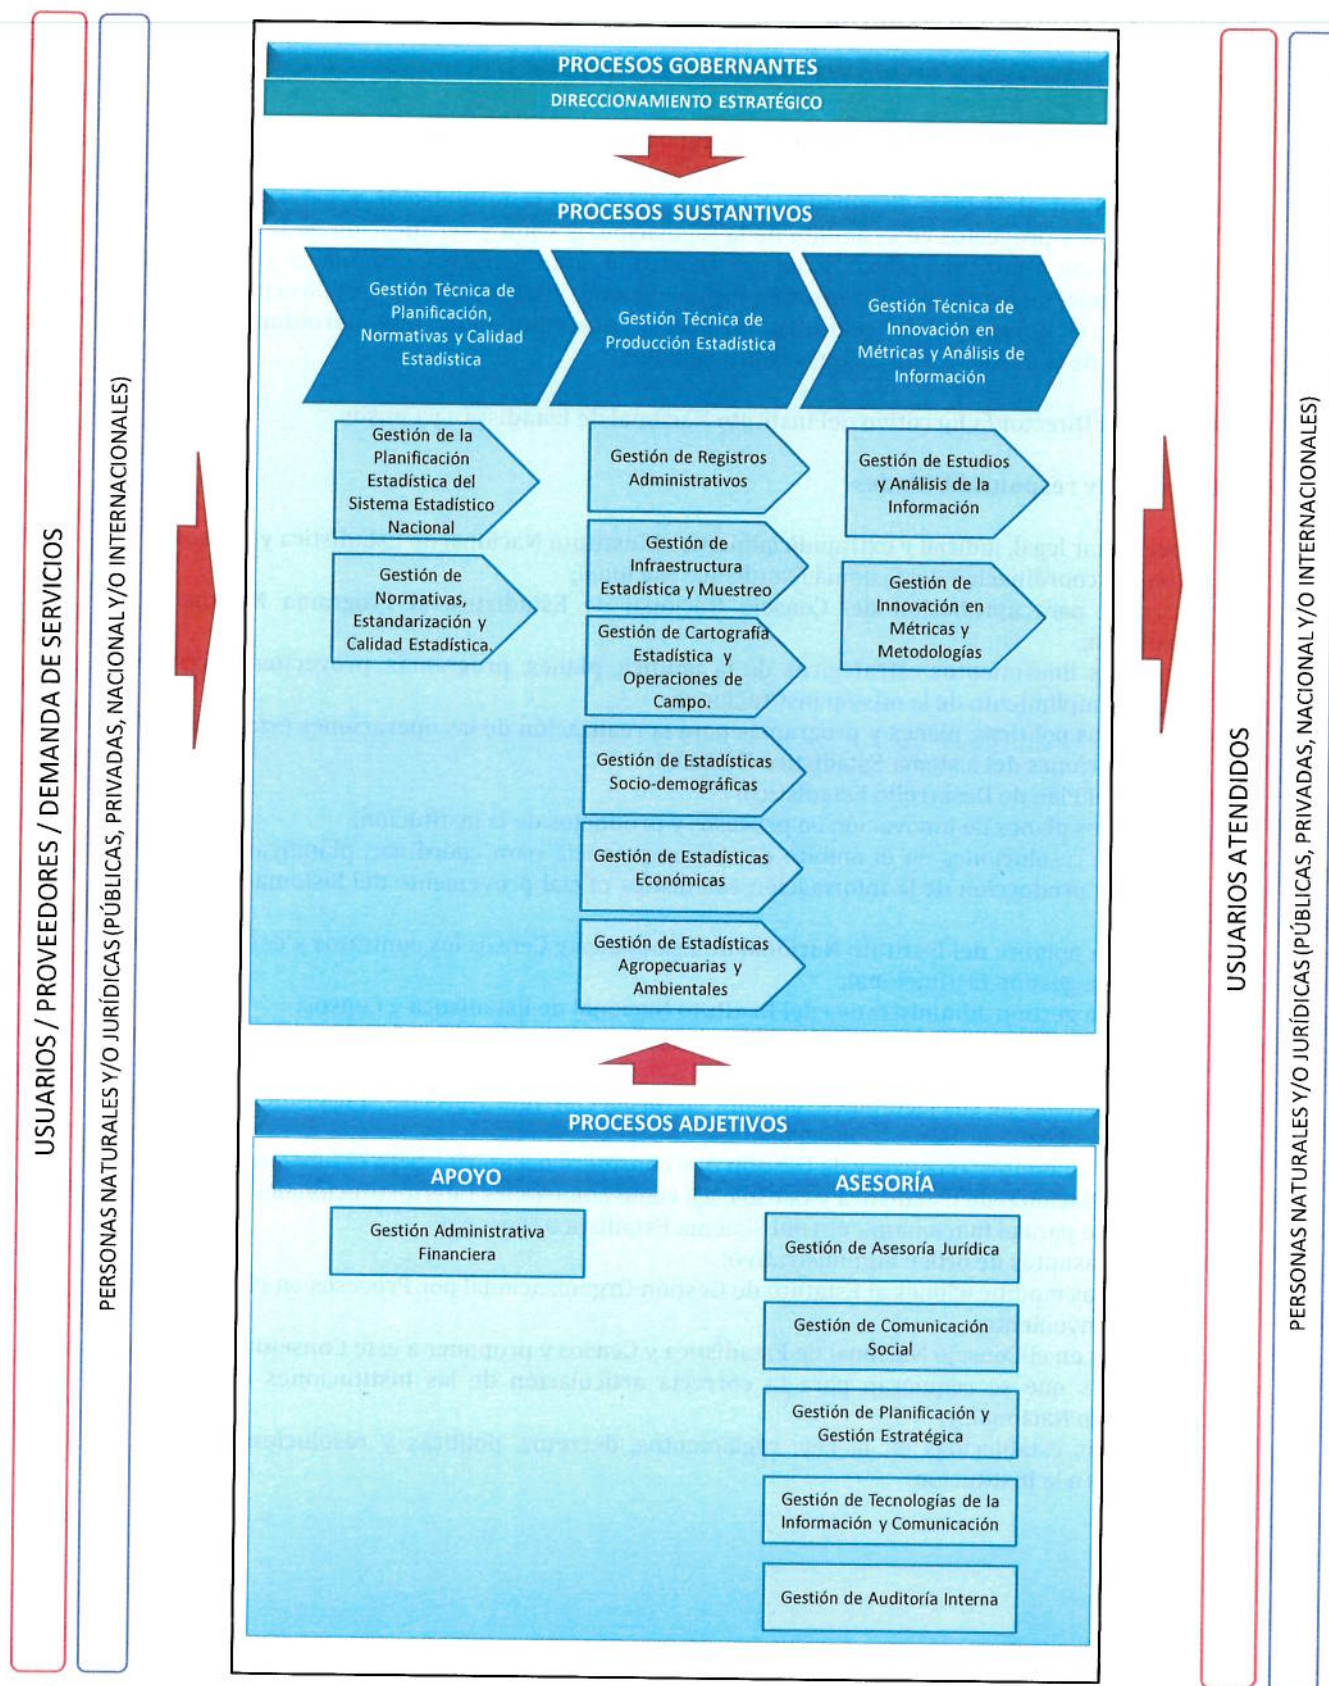 USUARIOS / PROVEEDORES / DEMANDA DE SERVICIOS
PERSONAS NATURALES Y/O JURÍDICAS (PÚBLICAS, PRIVADAS, NACIONAL Y/O INTERNACIONALES)
PROCESOS GOBERNANTES
DIRECCIONAMIENTO ESTRATÉGICO
PROCESOS SUSTANTIVOS
Gestión Técnica de
Planificación,
Normativas y Calidad
Estadística
Gestión Técnica de
Producción Estadística
Gestión Técnica de
Innovación en
Métricas y Análisis de
Información
Gestión de la
Planificación
Estadística del
Sistema Estadístico
Nacional
Gestión de
Normativas,
Estandarización y
Calidad Estadística.
Gestión de Registros
Administrativos
Gestión de
Infraestructura
Estadística y Muestreo
Gestión de Cartografía
Estadística y
Operaciones de
Campo.
Gestión de Estadísticas
Socio-demográficas
Gestión de Estadísticas
Económicas
Gestión de Estadísticas
Agropecuarias y
Ambientales
Gestión de Estudios
y Análisis de la
Información
Gestión de
Innovación en
Métricas y
Metodologías
PROCESOS ADJETIVOS
APOYO
Gestión Administrativa
Financiera
ASESORÍA
Gestión de Asesoría Jurídica
Gestión de Comunicación
Social
Gestión de Planificación y
Gestión Estratégica
Gestión de Tecnologías de la
Información y Comunicación
Gestión de Auditoría Interna
USUARIOS ATENDIDOS
PERSONAS NATURALES Y/O JURÍDICAS (PÚBLICAS, PRIVADAS, NACIONAL Y/O INTERNACIONALES)